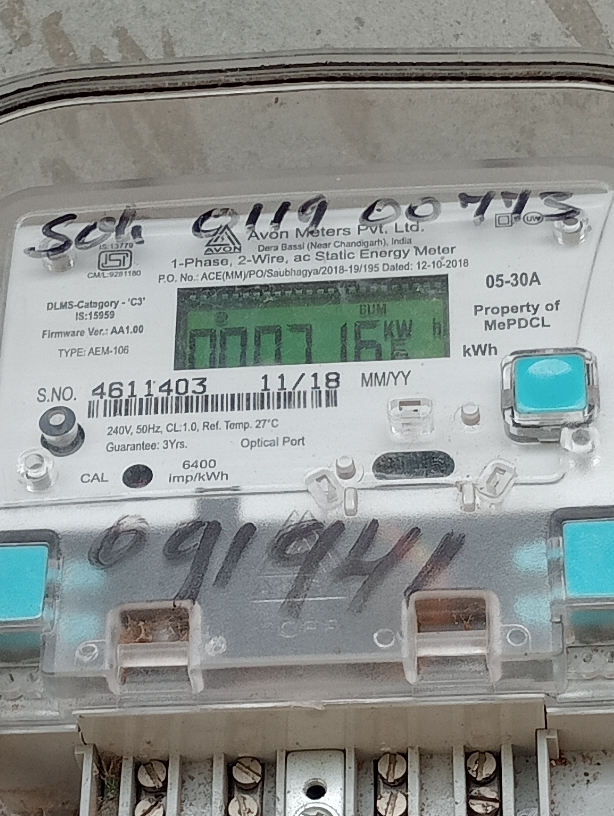 Soh 0119 00773
IS:13779
AVON
Avon Meters Pvt. Ltd.
Dera Bassi (Near Chandigarh), India
1-Phase, 2-Wire, ac Static Energy Meter
ISI
CM/L:9281180
P.O. No.: ACE(MM)/PO/Saubhagya/2018-19/195 Dated: 12-10-2018
05-30A
DLMS-Category - 'C3'
IS:15959
Firmware Ver.: AA1.00
TYPE: AEM-106
CUM
KW h
Property of
MePDCL
kWh
S.NO. 4611403 11/18 MM/YY
240V, 50Hz, CL:1.0, Ref. Temp. 27°C
Guarantee: 3Yrs. Optical Port
CAL 6400
imp/kWh
091941